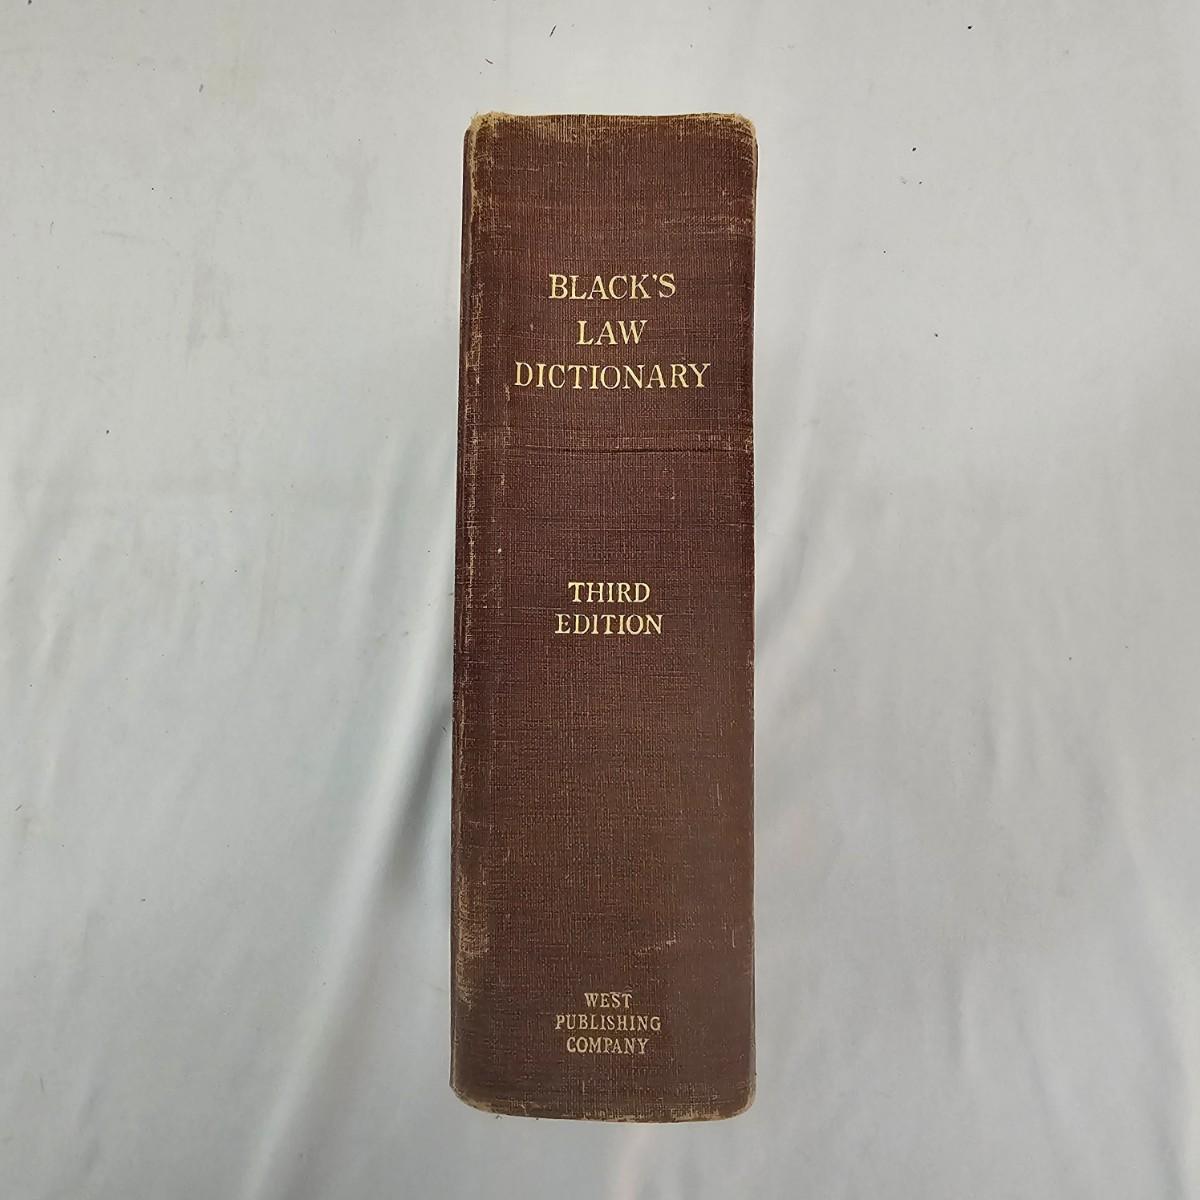 BLACK'S
LAW
DICTIONARY
THIRD
EDITION
WEST
PUBLISHING
COMPANY